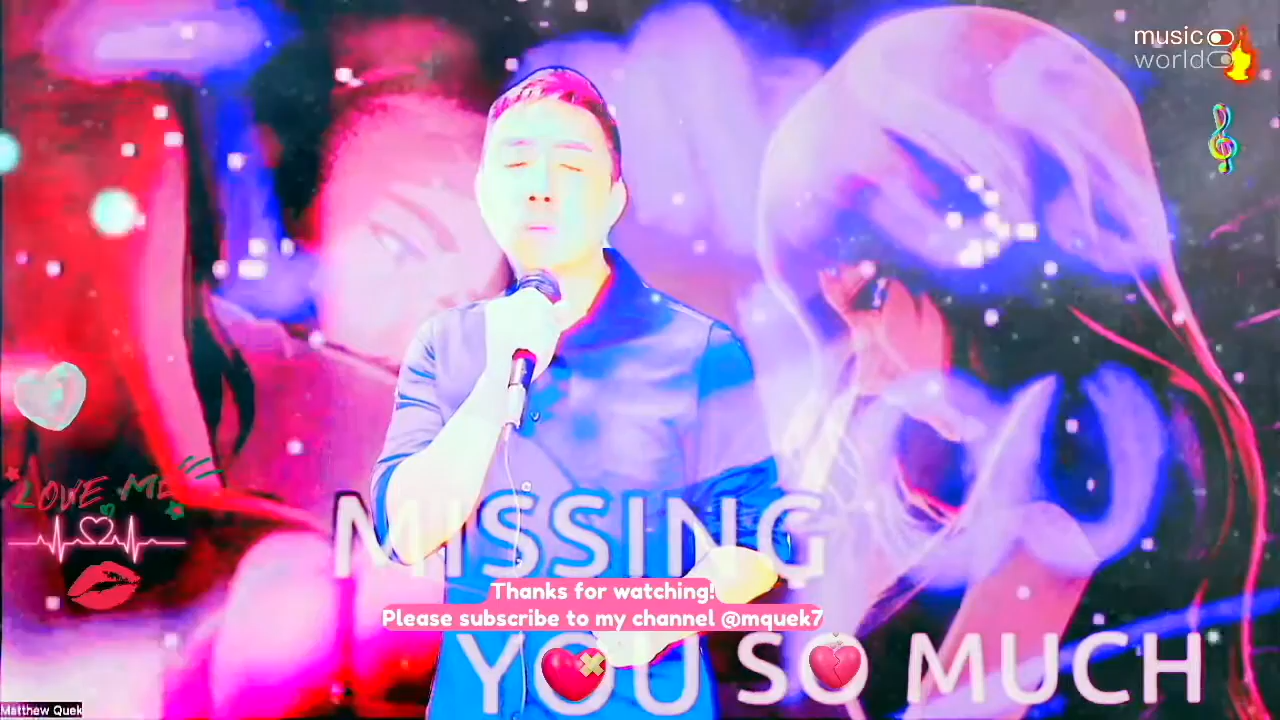 music
world
LOVE ME
MISSING
Thanks for watching!
Please subscribe to my channel @mquek7
YOU SO MUCH
Matthew Quek